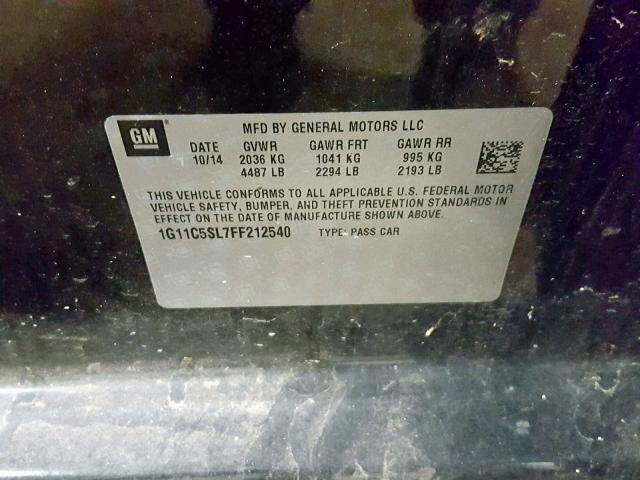 GM
MFD BY GENERAL MOTORS LLC
DATE GVWR GAWR FRT GAWR RR
10/14 2036 KG 1041 KG 995 KG
4487 LB 2294 LB 2193 LB
THIS VEHICLE CONFORMS TO ALL APPLICABLE U.S. FEDERAL MOTOR
VEHICLE SAFETY, BUMPER, AND THEFT PREVENTION STANDARDS IN
EFFECT ON THE DATE OF MANUFACTURE SHOWN ABOVE.
1G11C5SL7FF212540 TYPE: PASS CAR